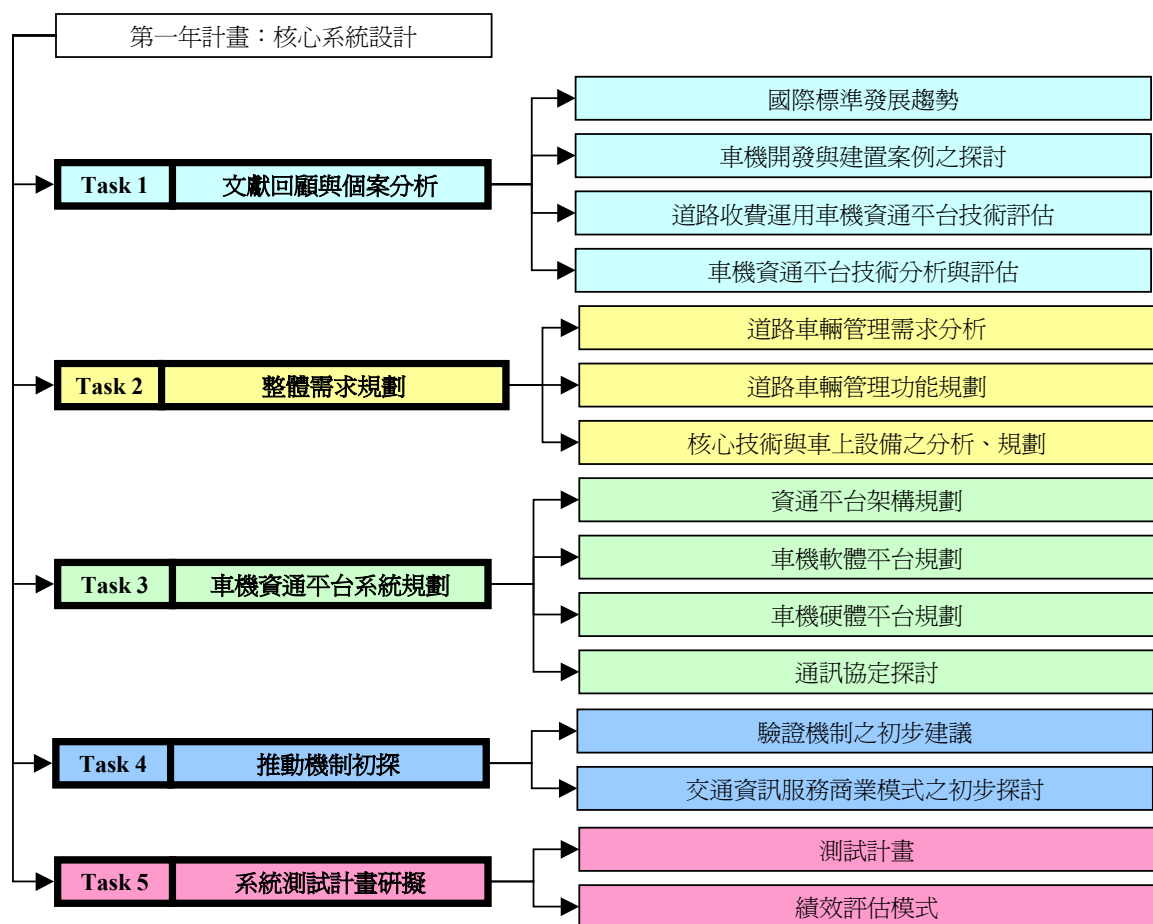 第一年計畫：核心系統設計
Task 1 文獻回顧與個案分析
國際標準發展趨勢
車機開發與建置案例之探討
道路收費運用車機資通平台技術評估
車機資通平台技術分析與評估
Task 2 整體需求規劃
道路車輛管理需求分析
道路車輛管理功能規劃
核心技術與車上設備之分析、規劃
Task 3 車機資通平台系統規劃
資通平台架構規劃
車機軟體平台規劃
車機硬體平台規劃
通訊協定探討
Task 4 推動機制初探
驗證機制之初步建議
交通資訊服務商業模式之初步探討
Task 5 系統測試計畫研擬
測試計畫
績效評估模式